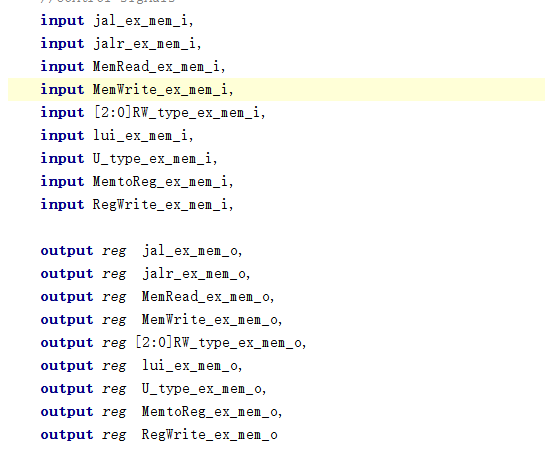 //control signals
input jal_ex_mem_i,
input jalr_ex_mem_i,
input MemRead_ex_mem_i,
input MemWrite_ex_mem_i,
input [2:0]RW_type_ex_mem_i,
input lui_ex_mem_i,
input U_type_ex_mem_i,
input MemtoReg_ex_mem_i,
input RegWrite_ex_mem_i,
output reg jal_ex_mem_o,
output reg jalr_ex_mem_o,
output reg MemRead_ex_mem_o,
output reg MemWrite_ex_mem_o,
output reg [2:0]RW_type_ex_mem_o,
output reg lui_ex_mem_o,
output reg U_type_ex_mem_o,
output reg MemtoReg_ex_mem_o,
output reg RegWrite_ex_mem_o